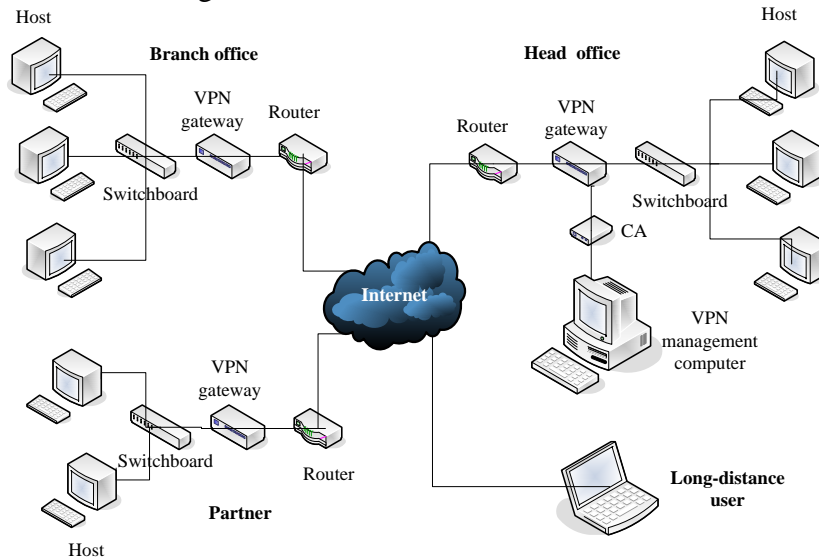 Host
Branch office
VPN
gateway
Router
Switchboard
Head office
Host
VPN
gateway
Router
Switchboard
CA
Internet
VPN
management
computer
VPN
gateway
Switchboard
Router
Partner
Host
Long-distance
user